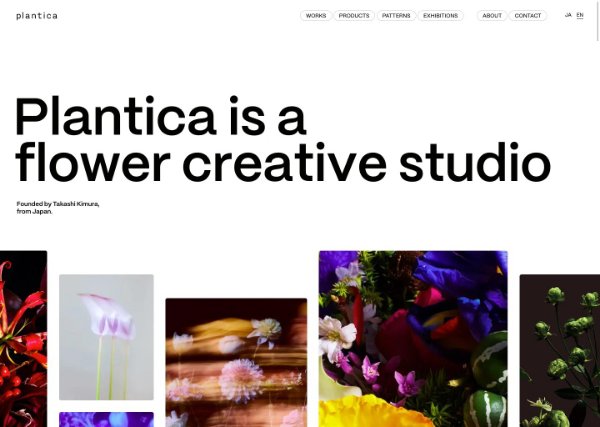 plantica
WORKS
PRODUCTS
PATTERNS
EXHIBITIONS
ABOUT
CONTACT
JA EN
Plantica is a
flower creative studio
Founded by Takashi Kimura,
from Japan.